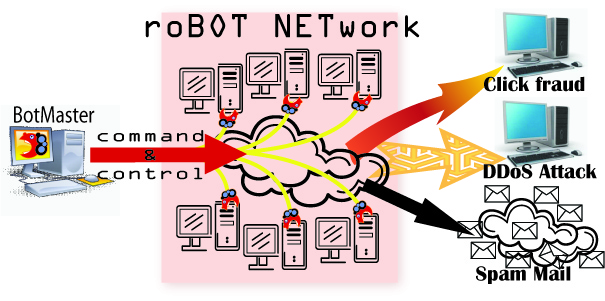 roBOT NETwork
BotMaster
command
&
control
Click fraud
DDoS Attack
Spam Mail